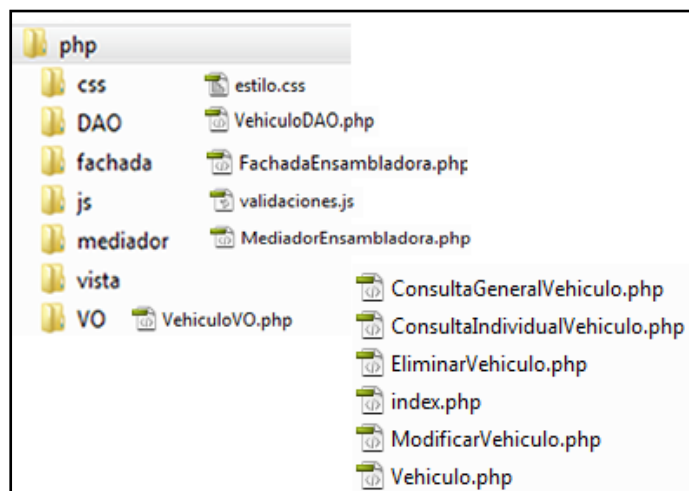 php
css estilo.css
DAO VehiculoDAO.php
fachada FachadaEnsambladora.php
js validaciones.js
mediador MediadorEnsambladora.php
vista
VO VehiculoVO.php
ConsultaGeneralVehiculo.php
ConsultaIndividualVehiculo.php
EliminarVehiculo.php
index.php
ModificarVehiculo.php
Vehiculo.php